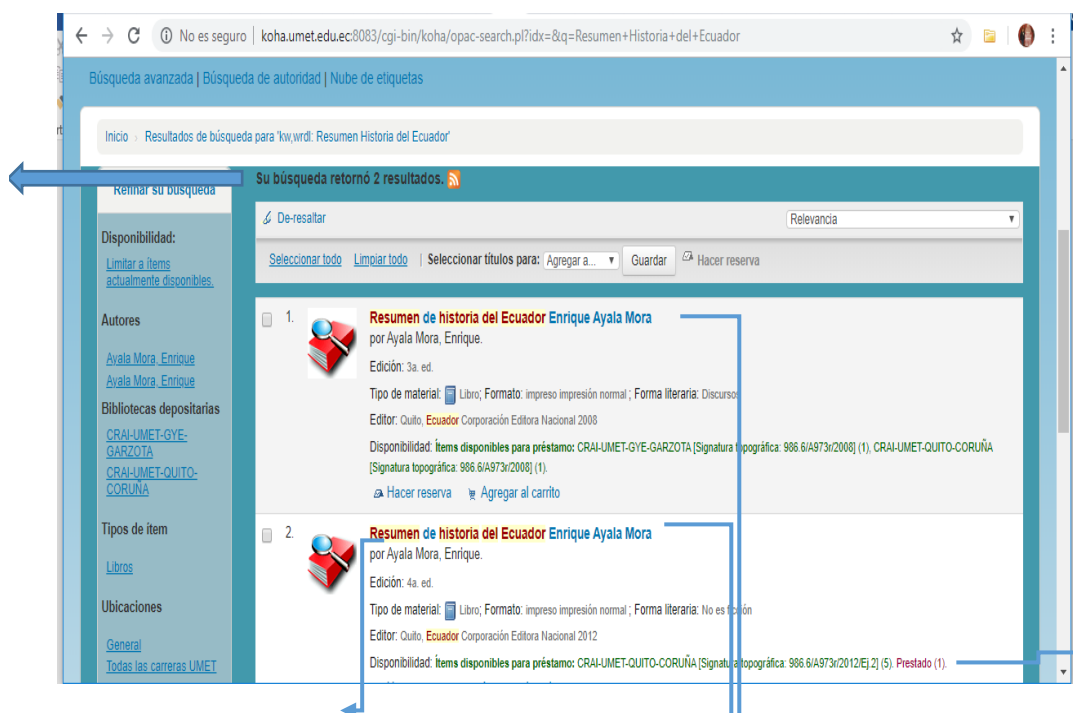 No es seguro | koha.umet.edu.ec:8083/cgi-bin/koha/opac-search.pl?idx=&q=Resumen+Historia+del+Ecuador
Búsqueda avanzada | Búsqueda de autoridad | Nube de etiquetas
Inicio › Resultados de búsqueda para 'kw,wrdl: Resumen Historia del Ecuador'
Refinar su búsqueda
Disponibilidad:
Limitar a ítems
actualmente disponibles.
Autores
Ayala Mora, Enrique
Ayala Mora, Enrique
Bibliotecas depositarias
CRAI-UMET-GYE-
GARZOTA
CRAI-UMET-QUITO-
CORUÑA
Tipos de ítem
Libros
Ubicaciones
General
Todas las carreras UMET
Su búsqueda retornó 2 resultados.
De-resaltar
Relevancia
Seleccionar todo Limpiar todo | Seleccionar títulos para: Agregar a... Guardar Hacer reserva
1. Resumen de historia del Ecuador Enrique Ayala Mora
por Ayala Mora, Enrique.
Edición: 3a. ed.
Tipo de material: Libro; Formato: impreso impresión normal ; Forma literaria: Discursos
Editor: Quito, Ecuador Corporación Editora Nacional 2008
Disponibilidad: Ítems disponibles para préstamo: CRAI-UMET-GYE-GARZOTA [Signatura topográfica: 986.6/A973r/2008] (1), CRAI-UMET-QUITO-CORUÑA
[Signatura topográfica: 986.6/A973r/2008] (1).
Hacer reserva Agregar al carrito
2. Resumen de historia del Ecuador Enrique Ayala Mora
por Ayala Mora, Enrique.
Edición: 4a. ed.
Tipo de material: Libro; Formato: impreso impresión normal ; Forma literaria: No es ficción
Editor: Quito, Ecuador Corporación Editora Nacional 2012
Disponibilidad: Ítems disponibles para préstamo: CRAI-UMET-QUITO-CORUÑA [Signatura topográfica: 986.6/A973r/2012/Ej.2] (5). Prestado (1).